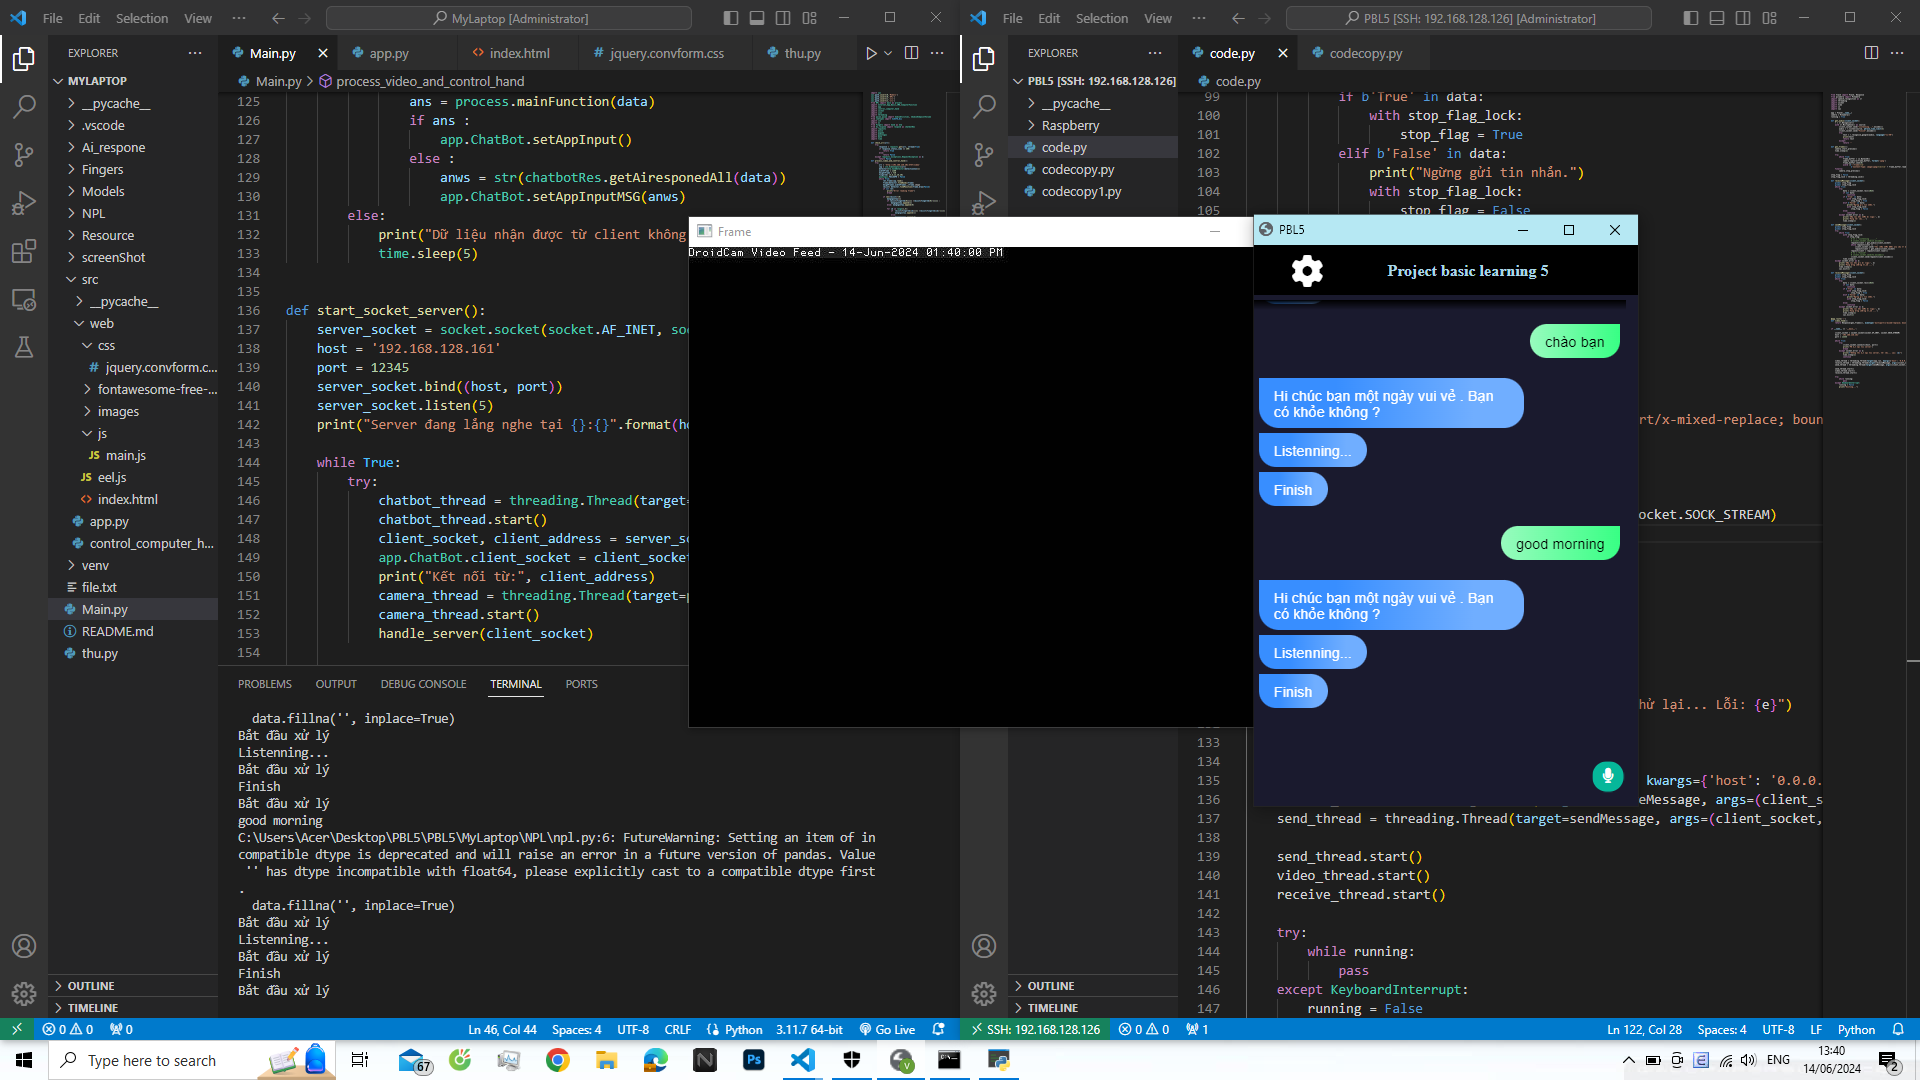 File Edit Selection View ··· MyLaptop [Administrator]
EXPLORER
MYLAPTOP
__pycache__
.vscode
Ai_respone
Fingers
Models
NPL
Resource
screenShot
src
__pycache__
web
css
# jquery.convform.c...
fontawesome-free-...
images
js
JS main.js
JS eel.js
<> index.html
app.py
control_computer_h...
venv
file.txt
Main.py
README.md
thu.py
OUTLINE
TIMELINE
Main.py app.py <> index.html # jquery.convform.css thu.py
Main.py > process_video_and_control_hand
125 ans = process.mainFunction(data)
126 if ans :
127 app.ChatBot.setAppInput()
128 else :
129 anws = str(chatbotRes.getAiresponedAll(data))
130 app.ChatBot.setAppInputMSG(anws)
131 else:
132 print("Dữ liệu nhận được từ client không
133 time.sleep(5)
134
135
136 def start_socket_server():
137 server_socket = socket.socket(socket.AF_INET, soc
138 host = '192.168.128.161'
139 port = 12345
140 server_socket.bind((host, port))
141 server_socket.listen(5)
142 print("Server đang lắng nghe tại {}:{}".format(ho
143
144 while True:
145 try:
146 chatbot_thread = threading.Thread(target=
147 chatbot_thread.start()
148 client_socket, client_address = server_so
149 app.ChatBot.client_socket = client_socket
150 print("Kết nối từ:", client_address)
151 camera_thread = threading.Thread(target=p
152 camera_thread.start()
153 handle_server(client_socket)
154
PROBLEMS OUTPUT DEBUG CONSOLE TERMINAL PORTS
data.fillna('', inplace=True)
Bắt đầu xử lý
Listenning...
Bắt đầu xử lý
Finish
Bắt đầu xử lý
good morning
C:\Users\Acer\Desktop\PBL5\PBL5\MyLaptop\NPL\npl.py:6: FutureWarning: Setting an item of in
compatible dtype is deprecated and will raise an error in a future version of pandas. Value
'' has dtype incompatible with float64, please explicitly cast to a compatible dtype first
.
data.fillna('', inplace=True)
Bắt đầu xử lý
Listenning...
Bắt đầu xử lý
Finish
Bắt đầu xử lý
0 0 0 Ln 46, Col 44 Spaces: 4 UTF-8 CRLF Python 3.11.7 64-bit Go Live
File Edit Selection View ··· PBL5 [SSH: 192.168.128.126] [Administrator]
EXPLORER
PBL5 [SSH: 192.168.128.126]
__pycache__
Raspberry
code.py
codecopy.py
codecopy1.py
OUTLINE
TIMELINE
code.py codecopy.py
code.py
99 if b'True' in data:
100 with stop_flag_lock:
101 stop_flag = True
102 elif b'False' in data:
103 print("Ngừng gửi tin nhắn.")
104 with stop_flag_lock:
105 stop_flag = False
rt/x-mixed-replace; boun
ocket.SOCK_STREAM)
hử lại... Lỗi: {e}")
133
134
135 kwargs={'host': '0.0.0.
136 eMessage, args=(client_s
137 send_thread = threading.Thread(target=sendMessage, args=(client_socket,
138
139 send_thread.start()
140 video_thread.start()
141 receive_thread.start()
142
143 try:
144 while running:
145 pass
146 except KeyboardInterrupt:
147 running = False
SSH: 192.168.128.126 0 0 1 Ln 122, Col 28 Spaces: 4 UTF-8 LF Python
Frame
DroidCam Video Feed - 14-Jun-2024 01:40:00 PM
PBL5
Project basic learning 5
chào bạn
Hi chúc bạn một ngày vui vẻ . Bạn
có khỏe không ?
Listenning...
Finish
good morning
Hi chúc bạn một ngày vui vẻ . Bạn
có khỏe không ?
Listenning...
Finish
Type here to search
67
Ps
ENG
13:40
14/06/2024
2